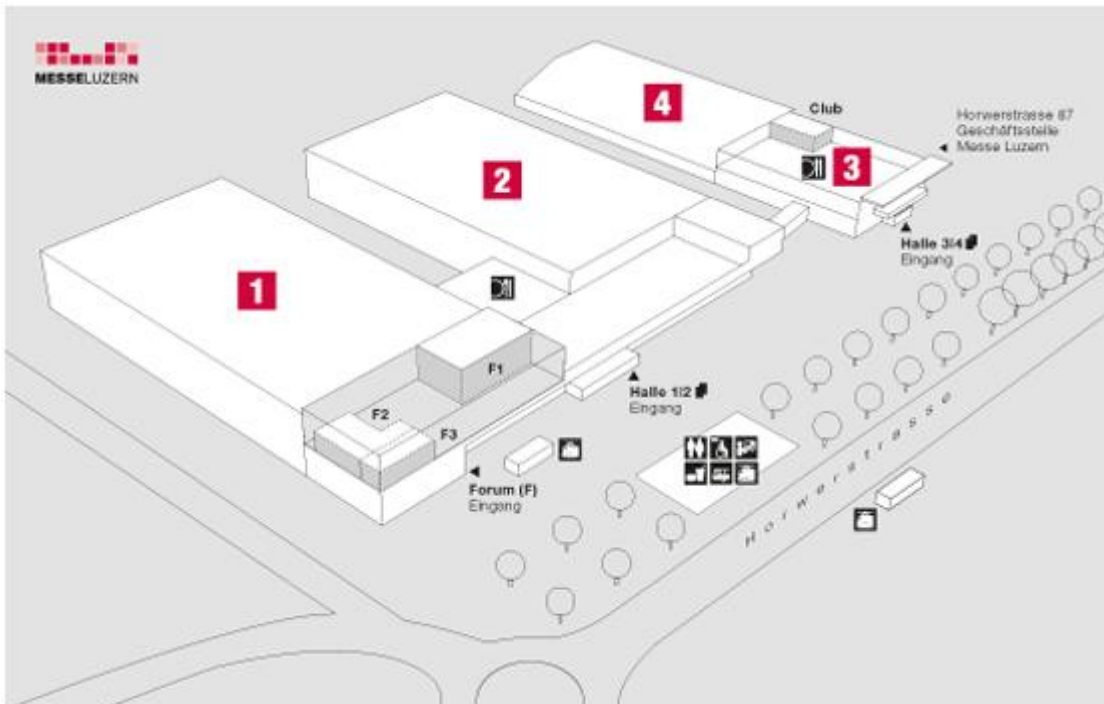 MESSELUZERN
4
Club
Horwerstrasse 87
Geschäftsstelle
Messe Luzern
3
2
Halle 3|4
Eingang
1
F1
Halle 1|2
Eingang
F2
F3
Forum (F)
Eingang
Horwerstrasse